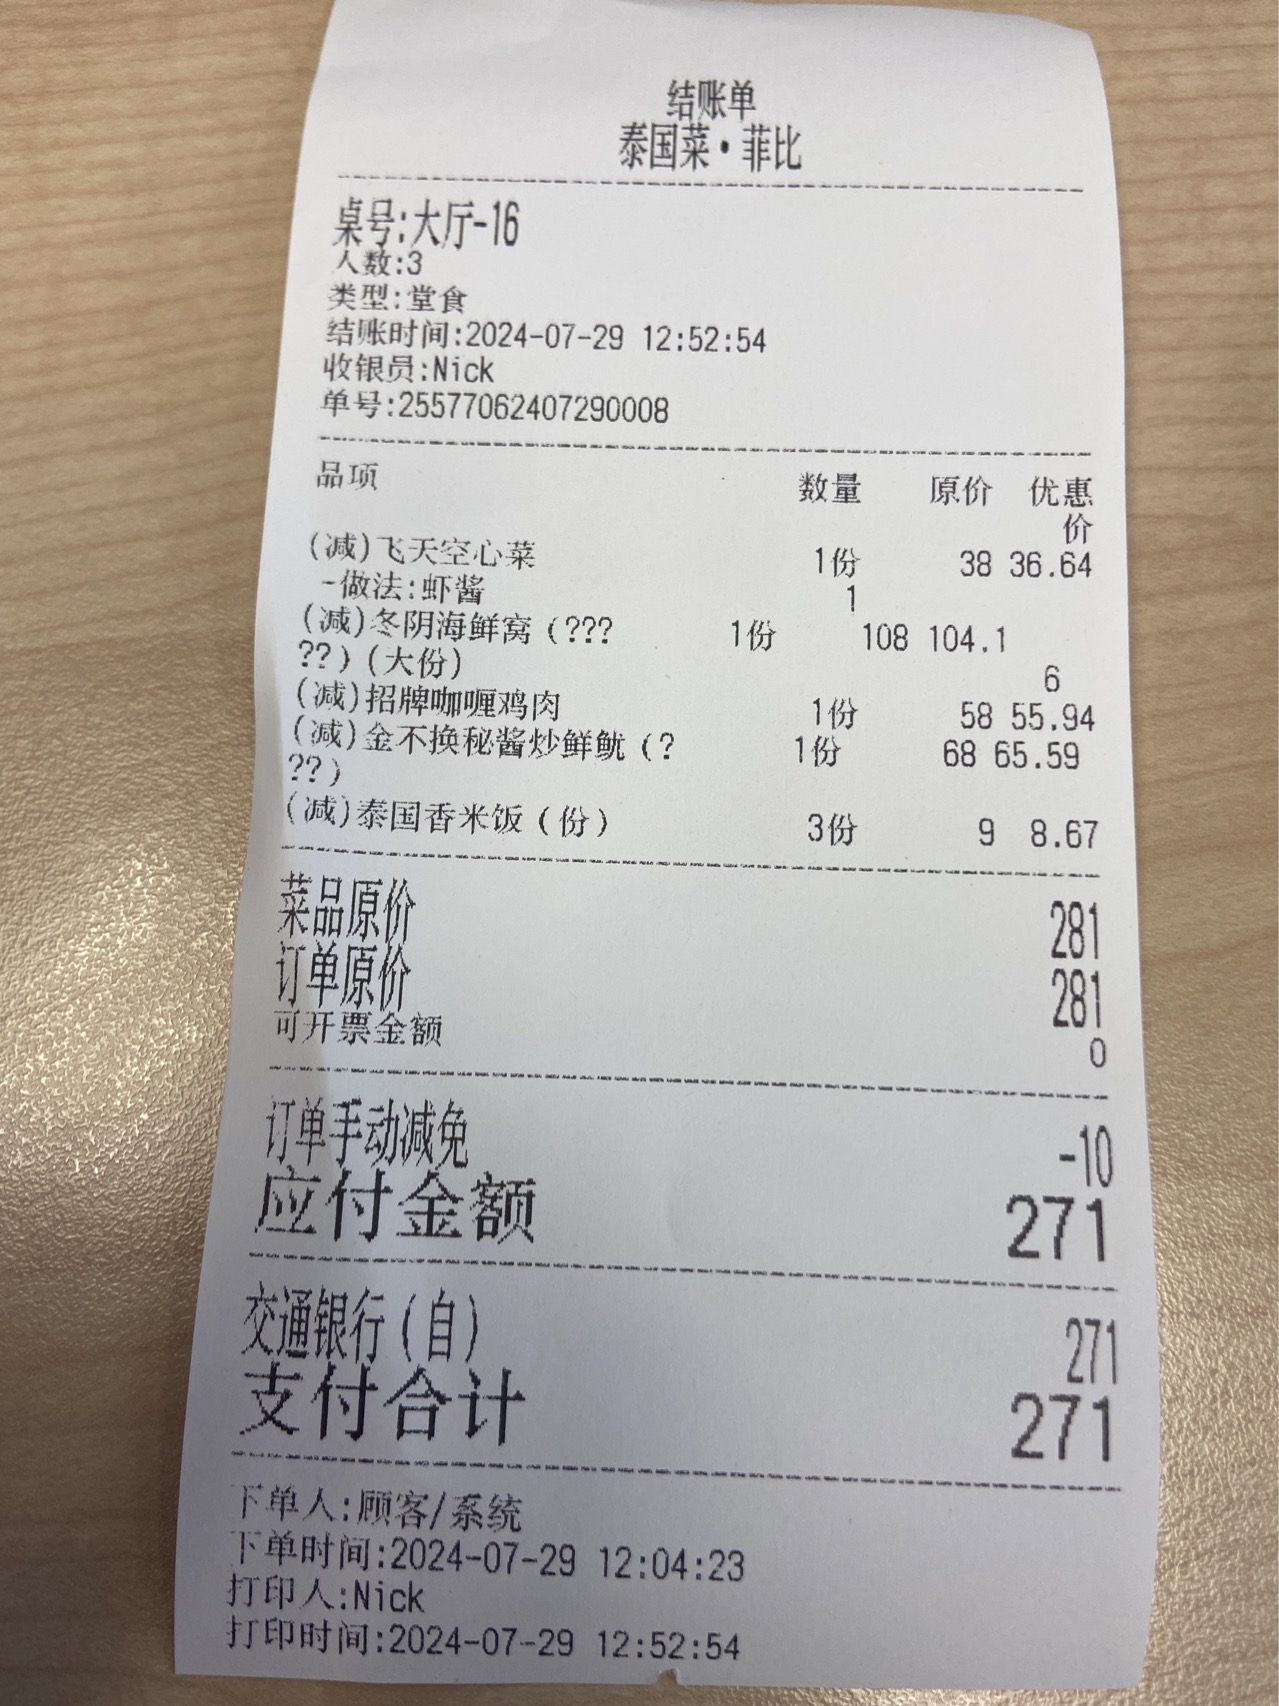 结账单
泰国菜·菲比
桌号:大厅-16
人数:3
类型:堂食
结账时间:2024-07-29 12:52:54
收银员:Nick
单号:25577062407290008
品项 数量 原价 优惠
价
(减)飞天空心菜 1份 38 36.64
-做法:虾酱 1
(减)冬阴海鲜窝(??? 1份 108 104.1
??)(大份) 6
(减)招牌咖喱鸡肉 1份 58 55.94
(减)金不换秘酱炒鲜鱿(? 1份 68 65.59
??)
(减)泰国香米饭(份) 3份 9 8.67
菜品原价 281
订单原价 281
可开票金额 0
订单手动减免 -10
应付金额 271
交通银行(自) 271
支付合计 271
下单人:顾客/系统
下单时间:2024-07-29 12:04:23
打印人:Nick
打印时间:2024-07-29 12:52:54